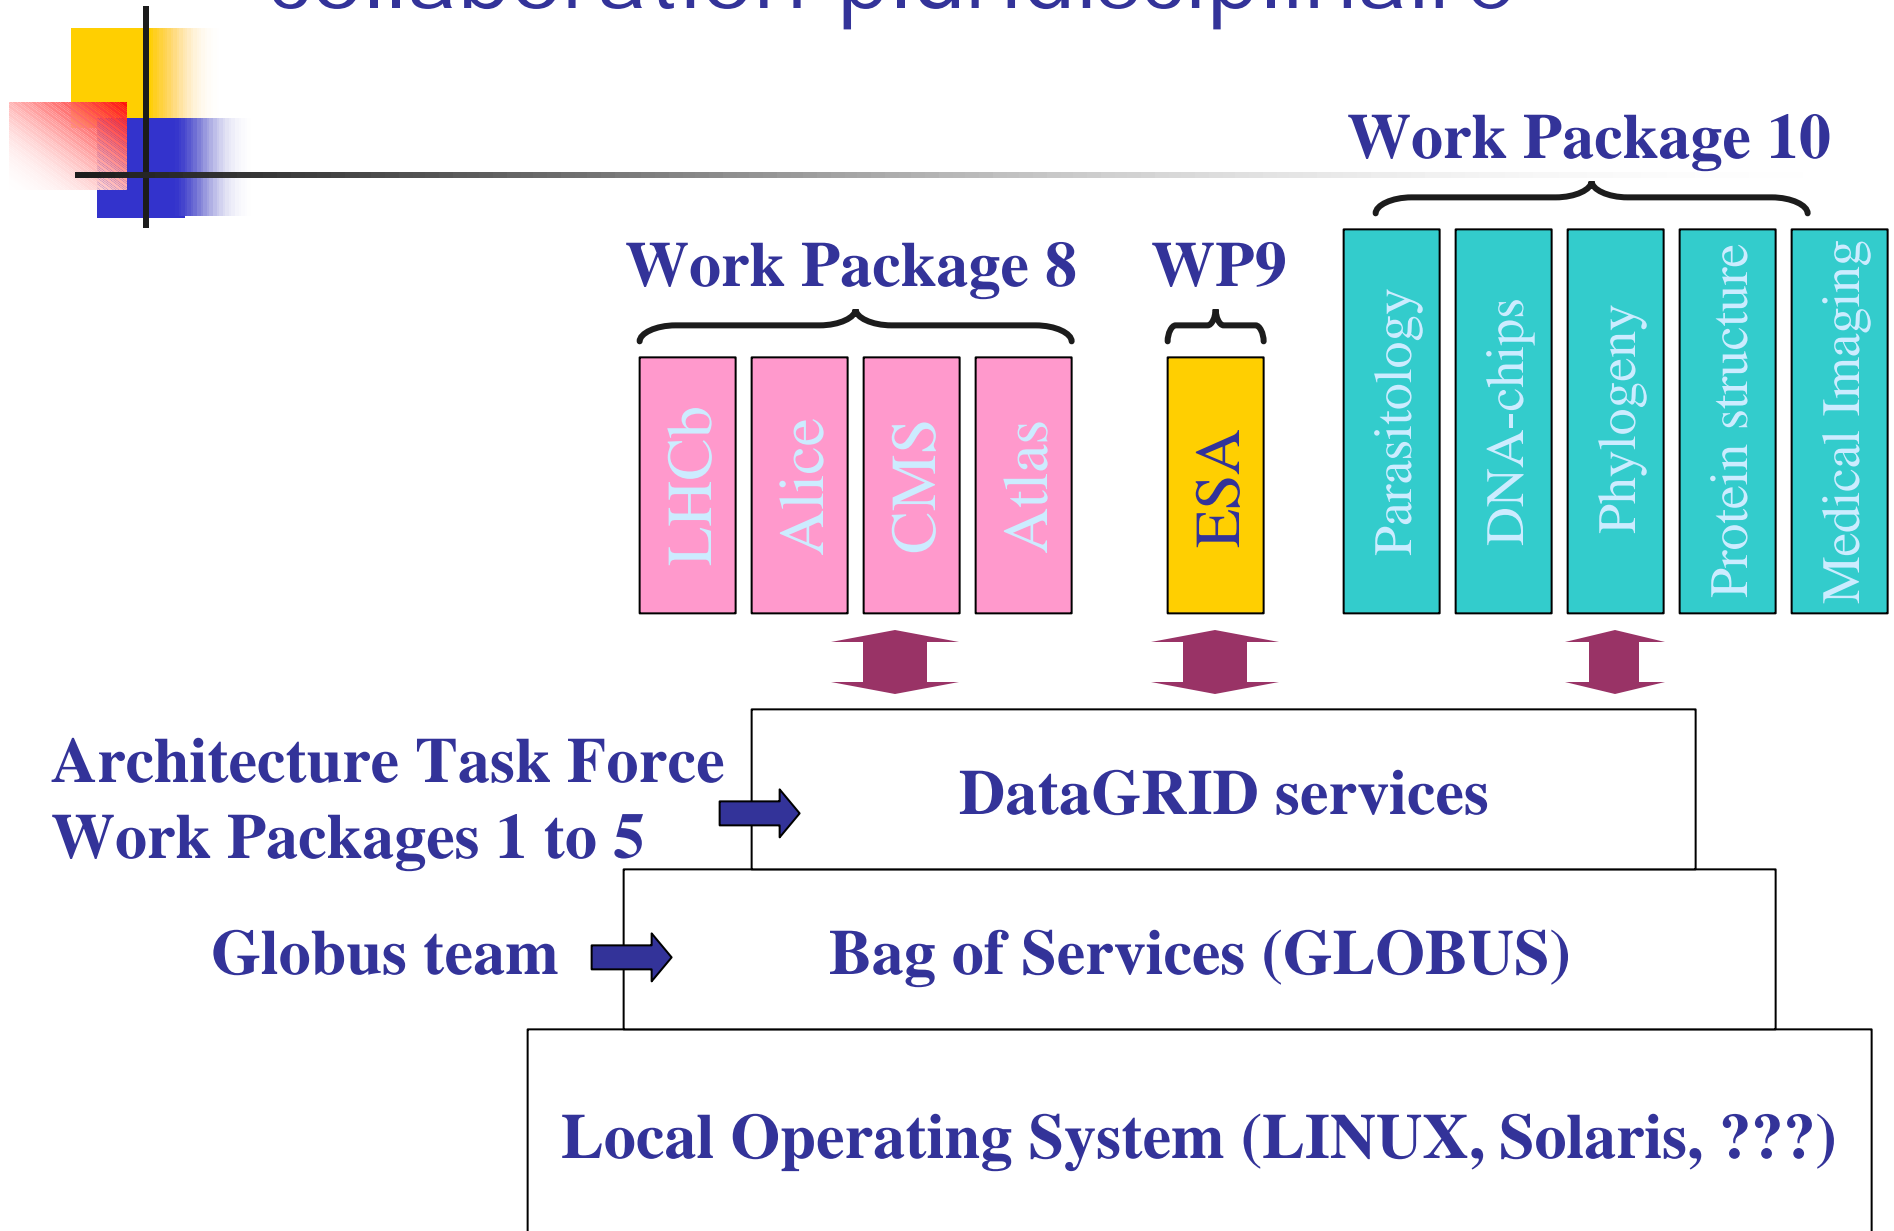 collaboration pluridisciplinaire
Work Package 10
Work Package 8
WP9
LHCb
Alice
CMS
Atlas
ESA
Parasitology
DNA-chips
Phylogeny
Protein structure
Medical Imaging
Architecture Task Force
Work Packages 1 to 5
DataGRID services
Globus team
Bag of Services (GLOBUS)
Local Operating System (LINUX, Solaris, ???)